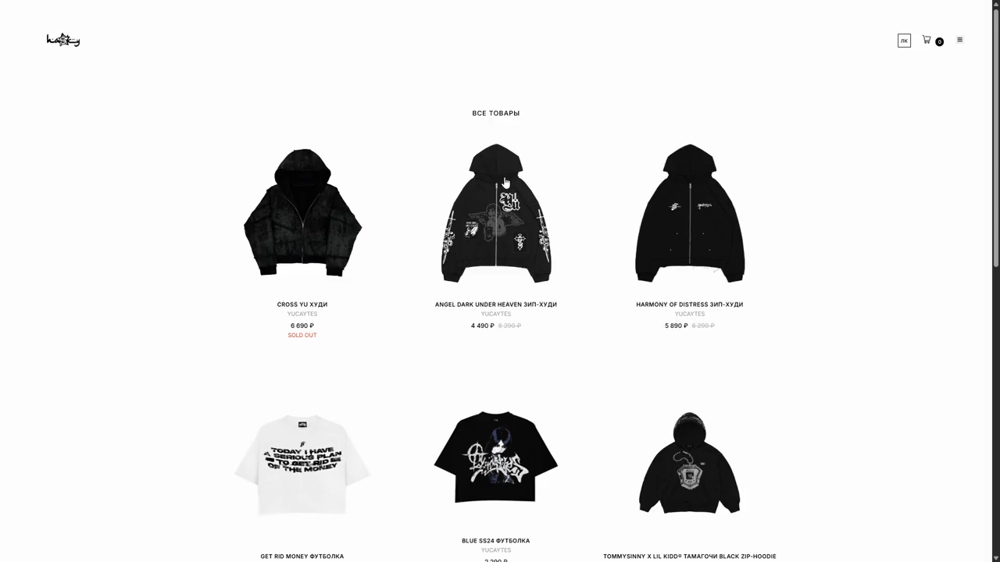 hasky
ЛК
0
ВСЕ ТОВАРЫ
CROSS YU ХУДИ
YUCAYTES
6 690 ₽
SOLD OUT
ANGEL DARK UNDER HEAVEN ЗИП-ХУДИ
YUCAYTES
4 490 ₽ 6 290 ₽
HARMONY OF DISTRESS ЗИП-ХУДИ
YUCAYTES
5 890 ₽ 6 290 ₽
TODAY I HAVE
A SERIOUS PLAN
TO GET RID
OF THE MONEY
GET RID MONEY ФУТБОЛКА
BLUE SS24 ФУТБОЛКА
YUCAYTES
2 290 ₽
TOMMYSINNY X LIL KIDD® ТАМАГОЧИ BLACK ZIP-HOODIE